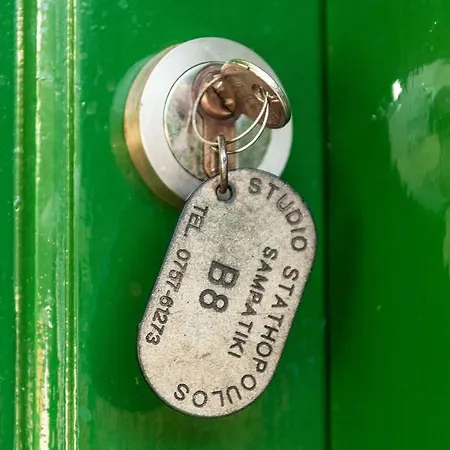 STUDIO STATHOPOULOS
SAMPATIKI
B8
TEL. 0757-61273